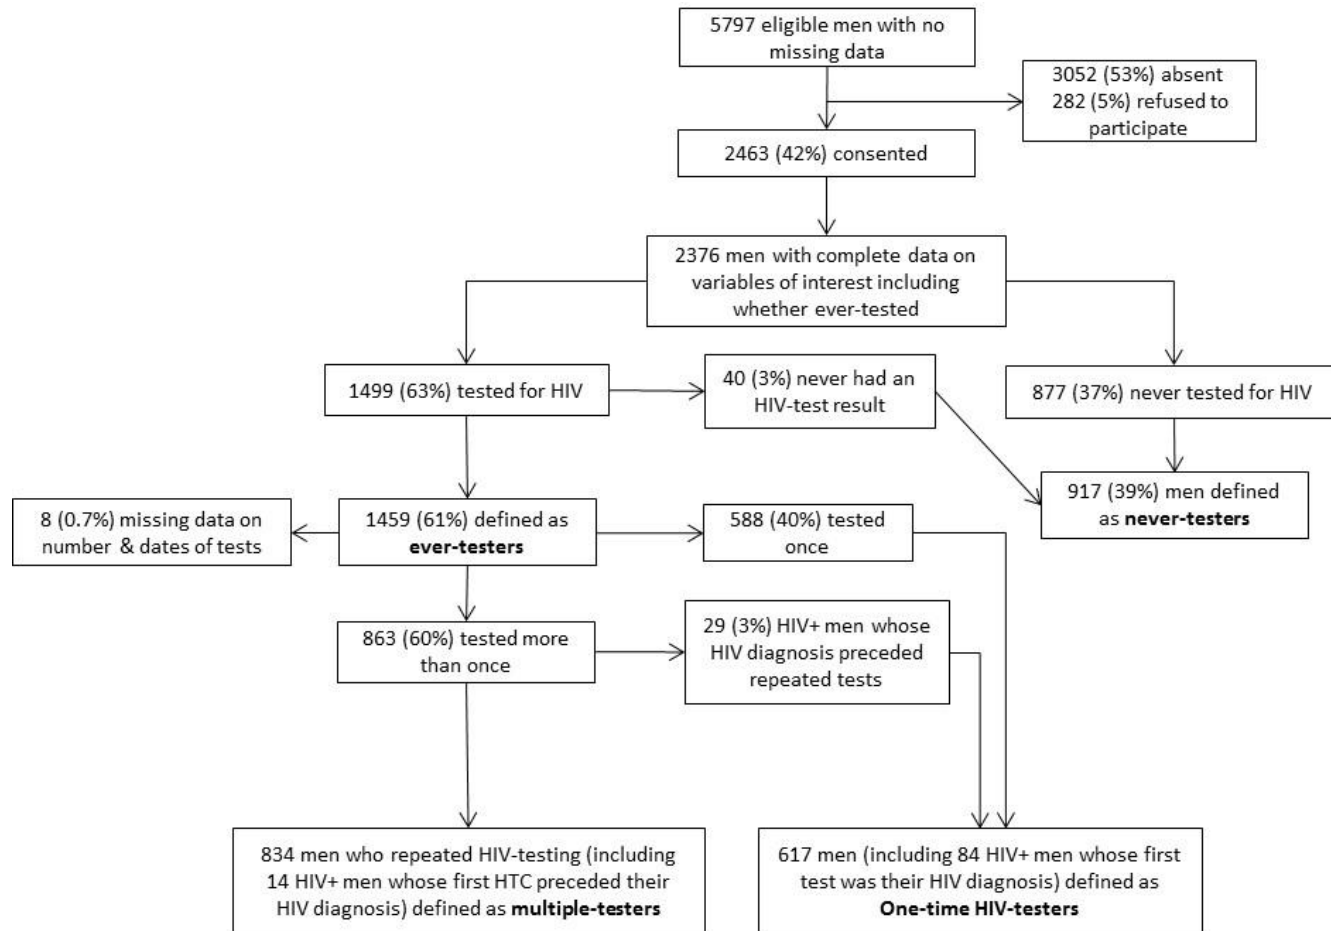 5797 eligible men with no
missing data
3052 (53%) absent
282 (5%) refused to
participate
2463 (42%) consented
2376 men with complete data on
variables of interest including
whether ever-tested
1499 (63%) tested for HIV
40 (3%) never had an
HIV-test result
877 (37%) never tested for HIV
917 (39%) men defined
as never-testers
8 (0.7%) missing data on
number & dates of tests
1459 (61%) defined as
ever-testers
588 (40%) tested
once
863 (60%) tested more
than once
29 (3%) HIV+ men whose
HIV diagnosis preceded
repeated tests
834 men who repeated HIV-testing (including
14 HIV+ men whose first HTC preceded their
HIV diagnosis) defined as multiple-testers
617 men (including 84 HIV+ men whose first
test was their HIV diagnosis) defined as
One-time HIV-testers